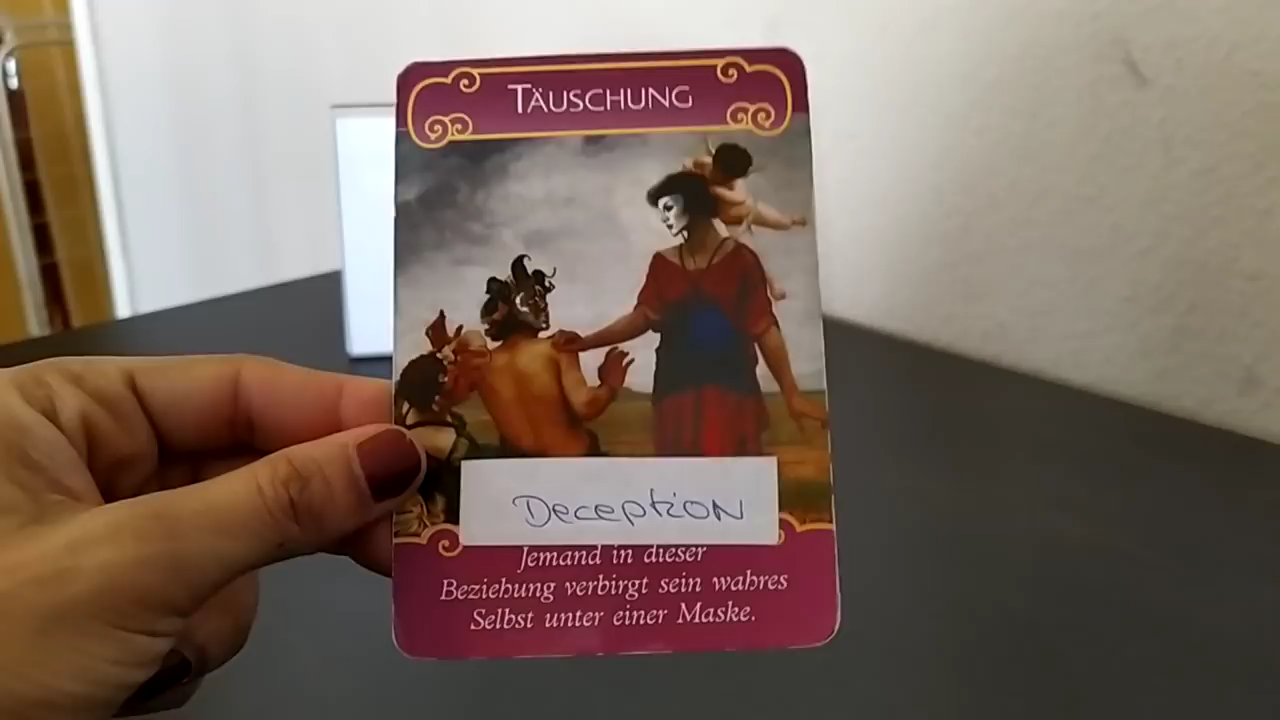 TÄUSCHUNG
Deception
Jemand in dieser
Beziehung verbirgt sein wahres
Selbst unter einer Maske.